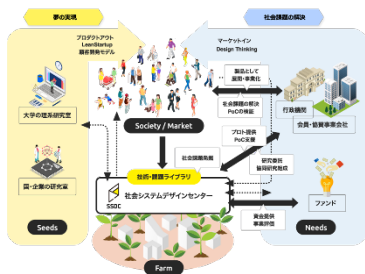 夢の実現
社会課題の解決
プロダクトアウト
LeanStartup
顧客開発モデル
マーケットイン
Design Thinking
大学の理系研究室
国・企業の研究室
Seeds
Society / Market
製品として
展開・事業化
社会課題の解決
PoCの検証
行政機関
会員・協賛事業会社
プロト提供
PoC支援
社会課題発掘
研究委託
協同研究組成
技術・課題ライブラリ
SSDC
社会システムデザインセンター
資金提供
事業評価
ファンド
Needs
Farm